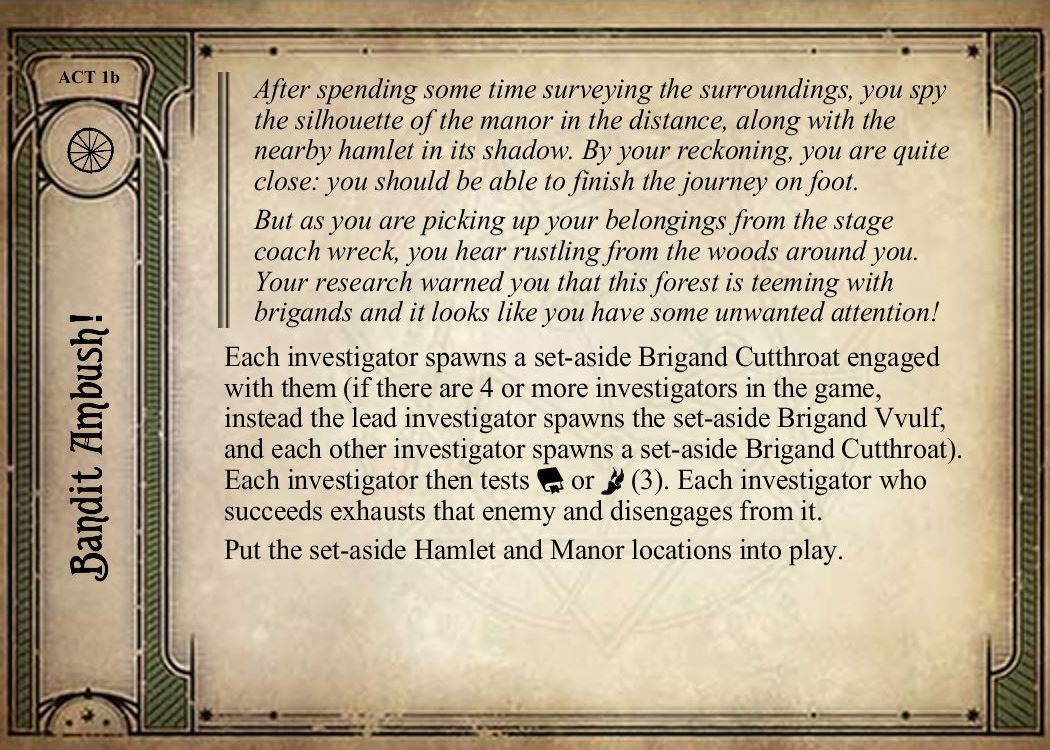 ACT 1b
Bandit Ambush!
After spending some time surveying the surroundings, you spy
the silhouette of the manor in the distance, along with the
nearby hamlet in its shadow. By your reckoning, you are quite
close: you should be able to finish the journey on foot.
But as you are picking up your belongings from the stage
coach wreck, you hear rustling from the woods around you.
Your research warned you that this forest is teeming with
brigands and it looks like you have some unwanted attention!
Each investigator spawns a set-aside Brigand Cutthroat engaged
with them (if there are 4 or more investigators in the game,
instead the lead investigator spawns the set-aside Brigand Vvulf,
and each other investigator spawns a set-aside Brigand Cutthroat).
Each investigator then tests or (3). Each investigator who
succeeds exhausts that enemy and disengages from it.
Put the set-aside Hamlet and Manor locations into play.